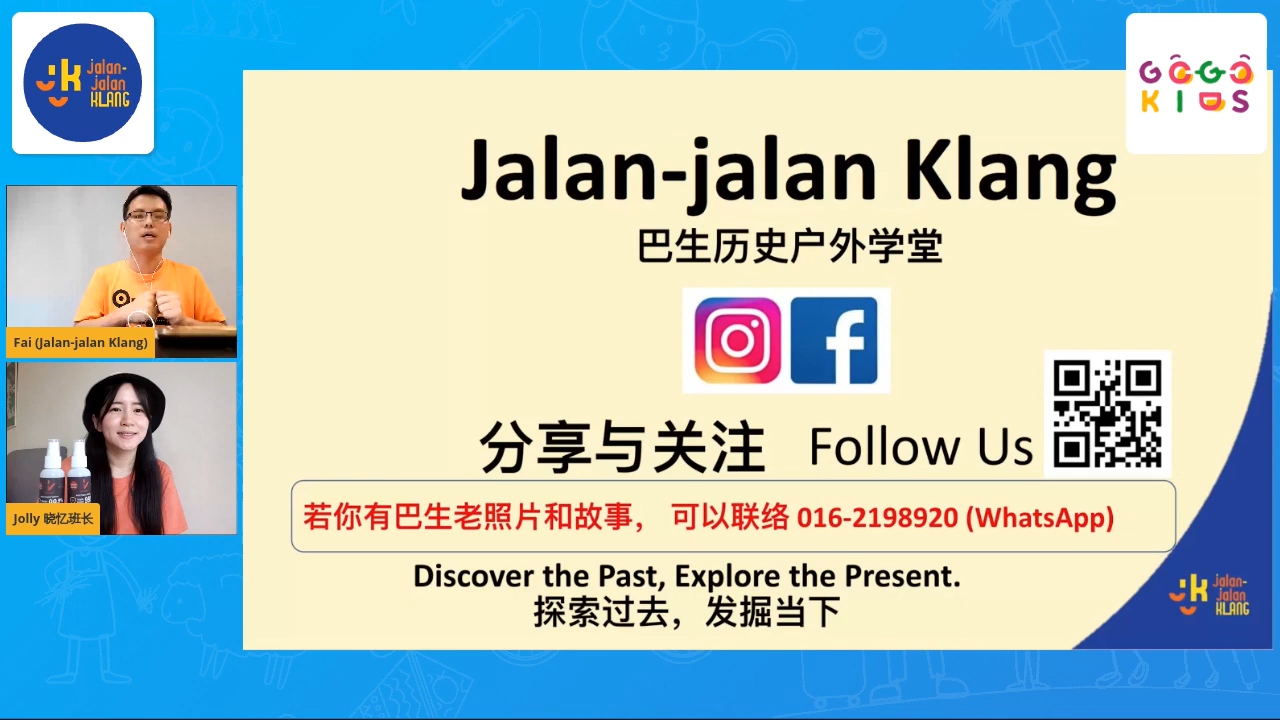 jalan-
jalan
KLANG
GOGO
KIDS
Jalan-jalan Klang
巴生历史户外学堂
分享与关注 Follow Us
若你有巴生老照片和故事， 可以联络 016-2198920 (WhatsApp)
Discover the Past, Explore the Present.
探索过去，发掘当下
Fai (Jalan-jalan Klang)
Jolly 晓忆班长
jalan-
jalan
KLANG